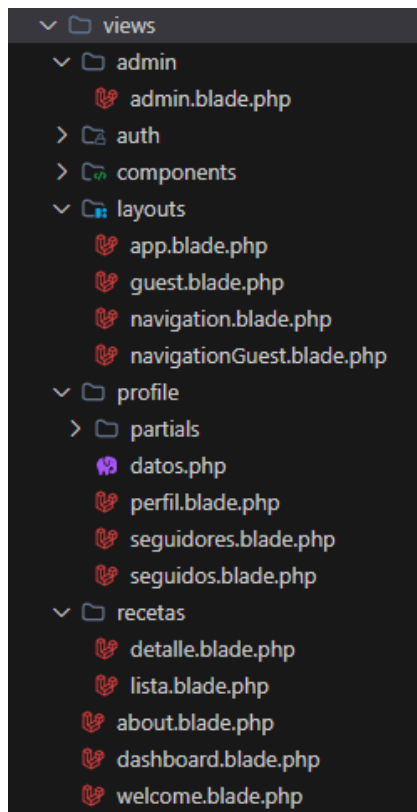 views
admin
admin.blade.php
auth
components
layouts
app.blade.php
guest.blade.php
navigation.blade.php
navigationGuest.blade.php
profile
partials
datos.php
perfil.blade.php
seguidores.blade.php
seguidos.blade.php
recetas
detalle.blade.php
lista.blade.php
about.blade.php
dashboard.blade.php
welcome.blade.php